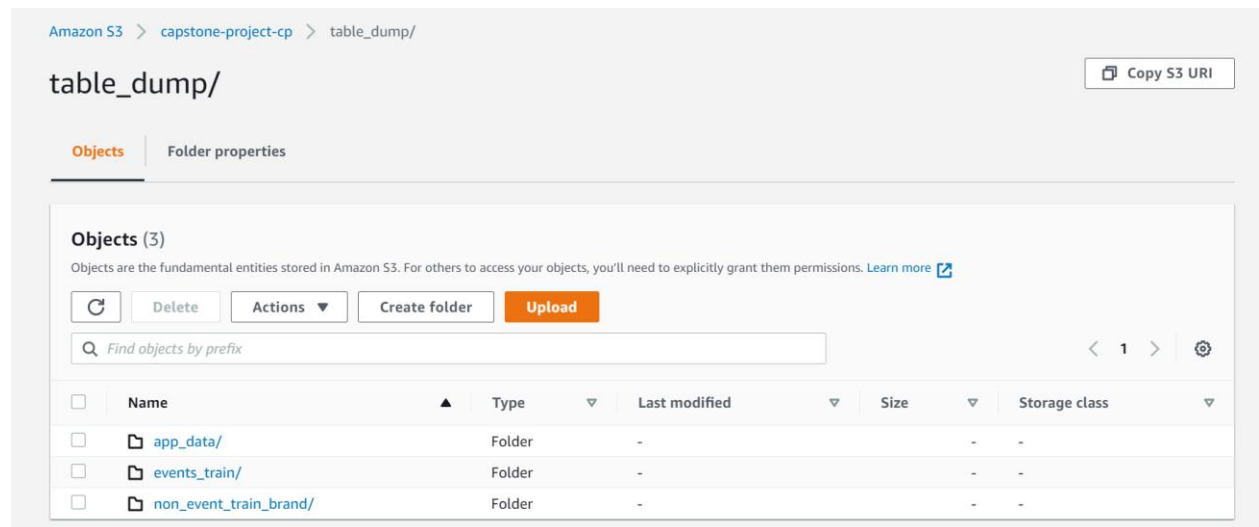 Amazon S3 > capstone-project-cp > table_dump/
table_dump/
Copy S3 URI
Objects
Folder properties
Objects (3)
Objects are the fundamental entities stored in Amazon S3. For others to access your objects, you'll need to explicitly grant them permissions. Learn more
Delete Actions Create folder Upload
Find objects by prefix
< 1 >
Name Type Last modified Size Storage class
app_data/ Folder - - -
events_train/ Folder - - -
non_event_train_brand/ Folder - - -